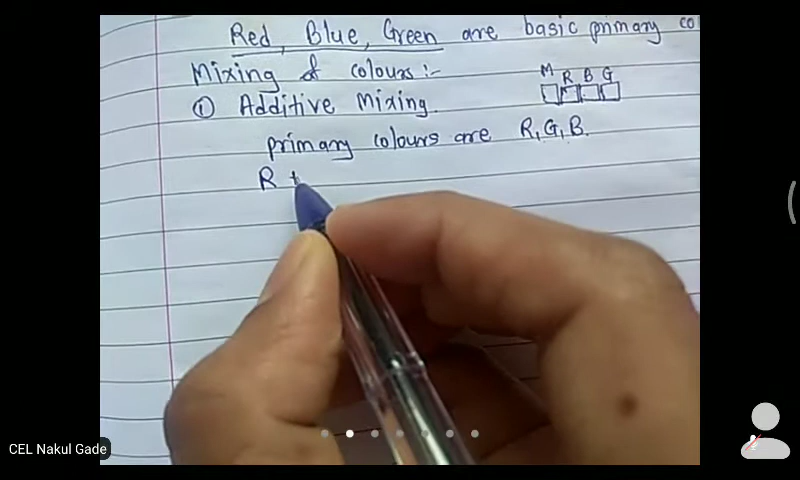 Red, Blue, Green are basic primary co
Mixing of colours :-
M R B G
① Additive Mixing
primary colours are R, G, B.
R +
CEL Nakul Gade